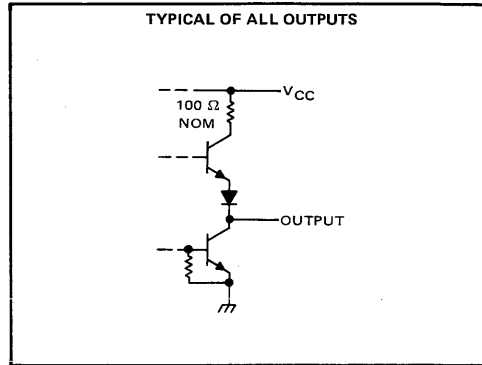 TYPICAL OF ALL OUTPUTS
VCC
100 Ω
NOM
OUTPUT